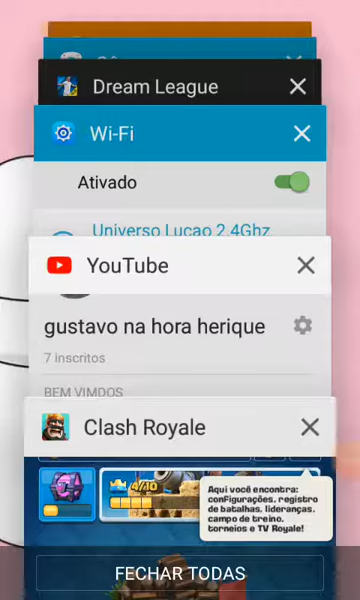 Dream League
Wi-Fi
Ativado
Universo Lucao 2.4Ghz
YouTube
gustavo na hora herique
7 inscritos
BEM VIMDOS
Clash Royale
4/10
Aqui você encontra:
configurações, registro
de batalhas, lideranças,
campo de treino,
torneios e TV Royale!
FECHAR TODAS